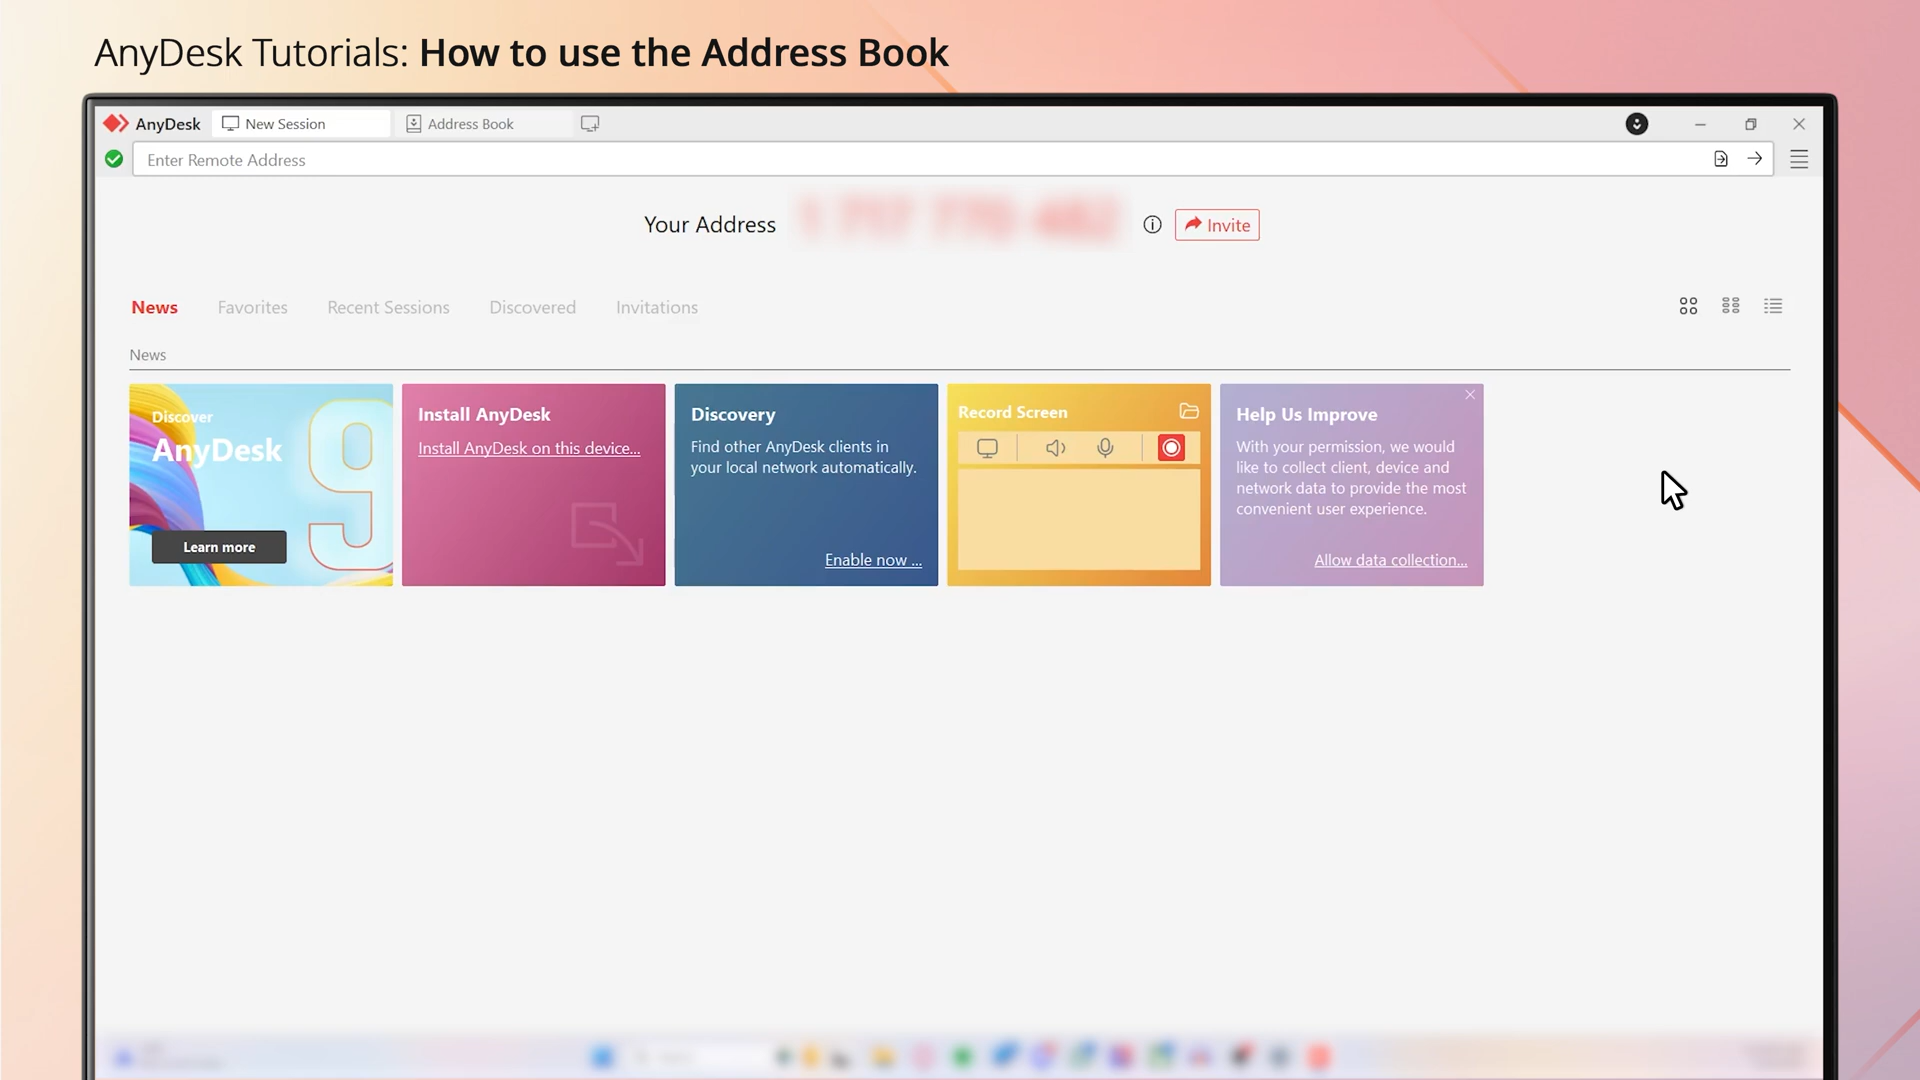 AnyDesk Tutorials: How to use the Address Book
AnyDesk
New Session
Address Book
Enter Remote Address
Your Address
Invite
News
Favorites
Recent Sessions
Discovered
Invitations
News
Discover
AnyDesk
9
Learn more
Install AnyDesk
Install AnyDesk on this device...
Discovery
Find other AnyDesk clients in
your local network automatically.
Enable now ...
Record Screen
Help Us Improve
With your permission, we would
like to collect client, device and
network data to provide the most
convenient user experience.
Allow data collection...